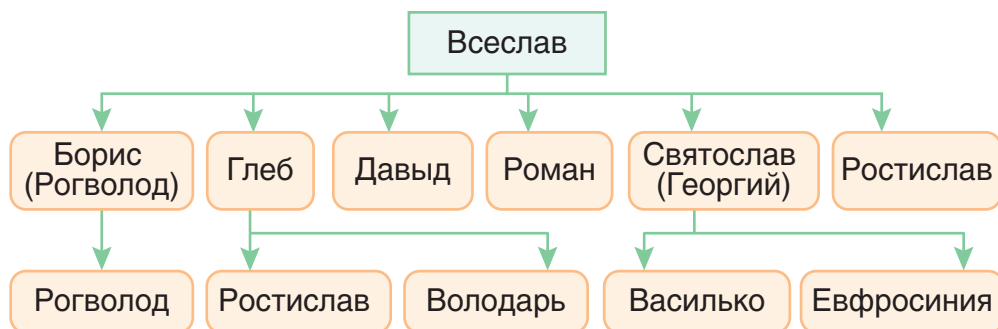 Всеслав
Борис
(Рогволод)
Глеб
Давыд
Роман
Святослав
(Георгий)
Ростислав
Рогволод
Ростислав
Володарь
Василько
Евфросиния